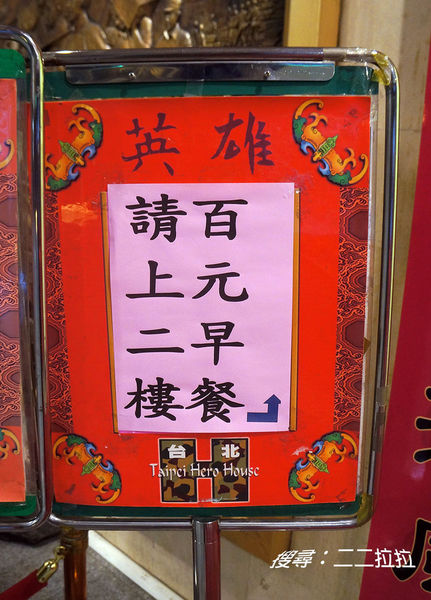 英雄
百元早餐
請上二樓
台北
Taipei Hero House
搜尋：二二拉拉